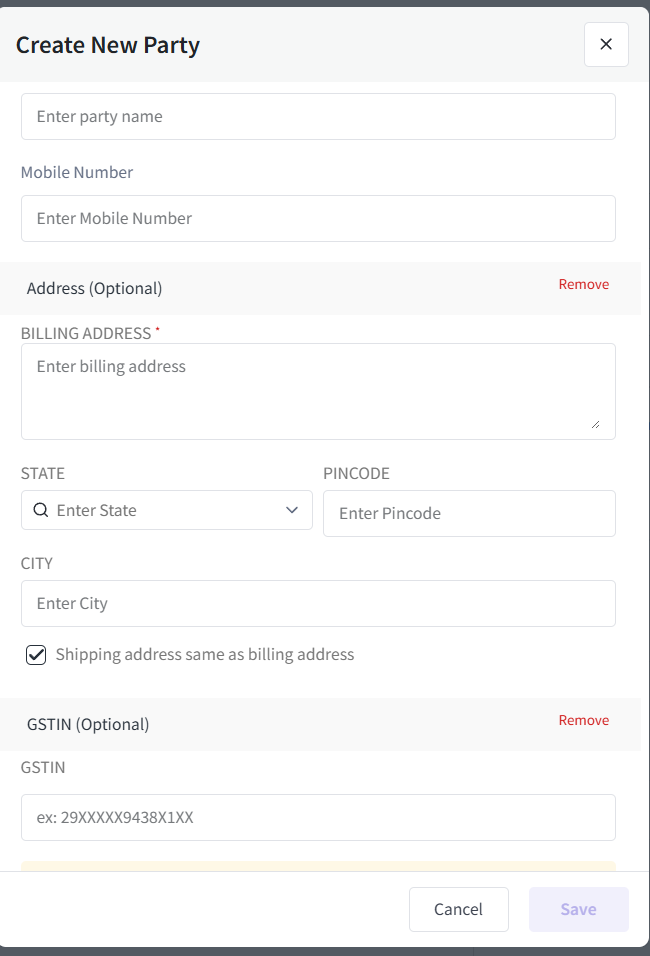 Create New Party
Enter party name
Mobile Number
Enter Mobile Number
Address (Optional)
Remove
BILLING ADDRESS *
Enter billing address
STATE
PINCODE
Enter State
Enter Pincode
CITY
Enter City
Shipping address same as billing address
GSTIN (Optional)
Remove
GSTIN
ex: 29XXXXX9438X1XX
Cancel
Save